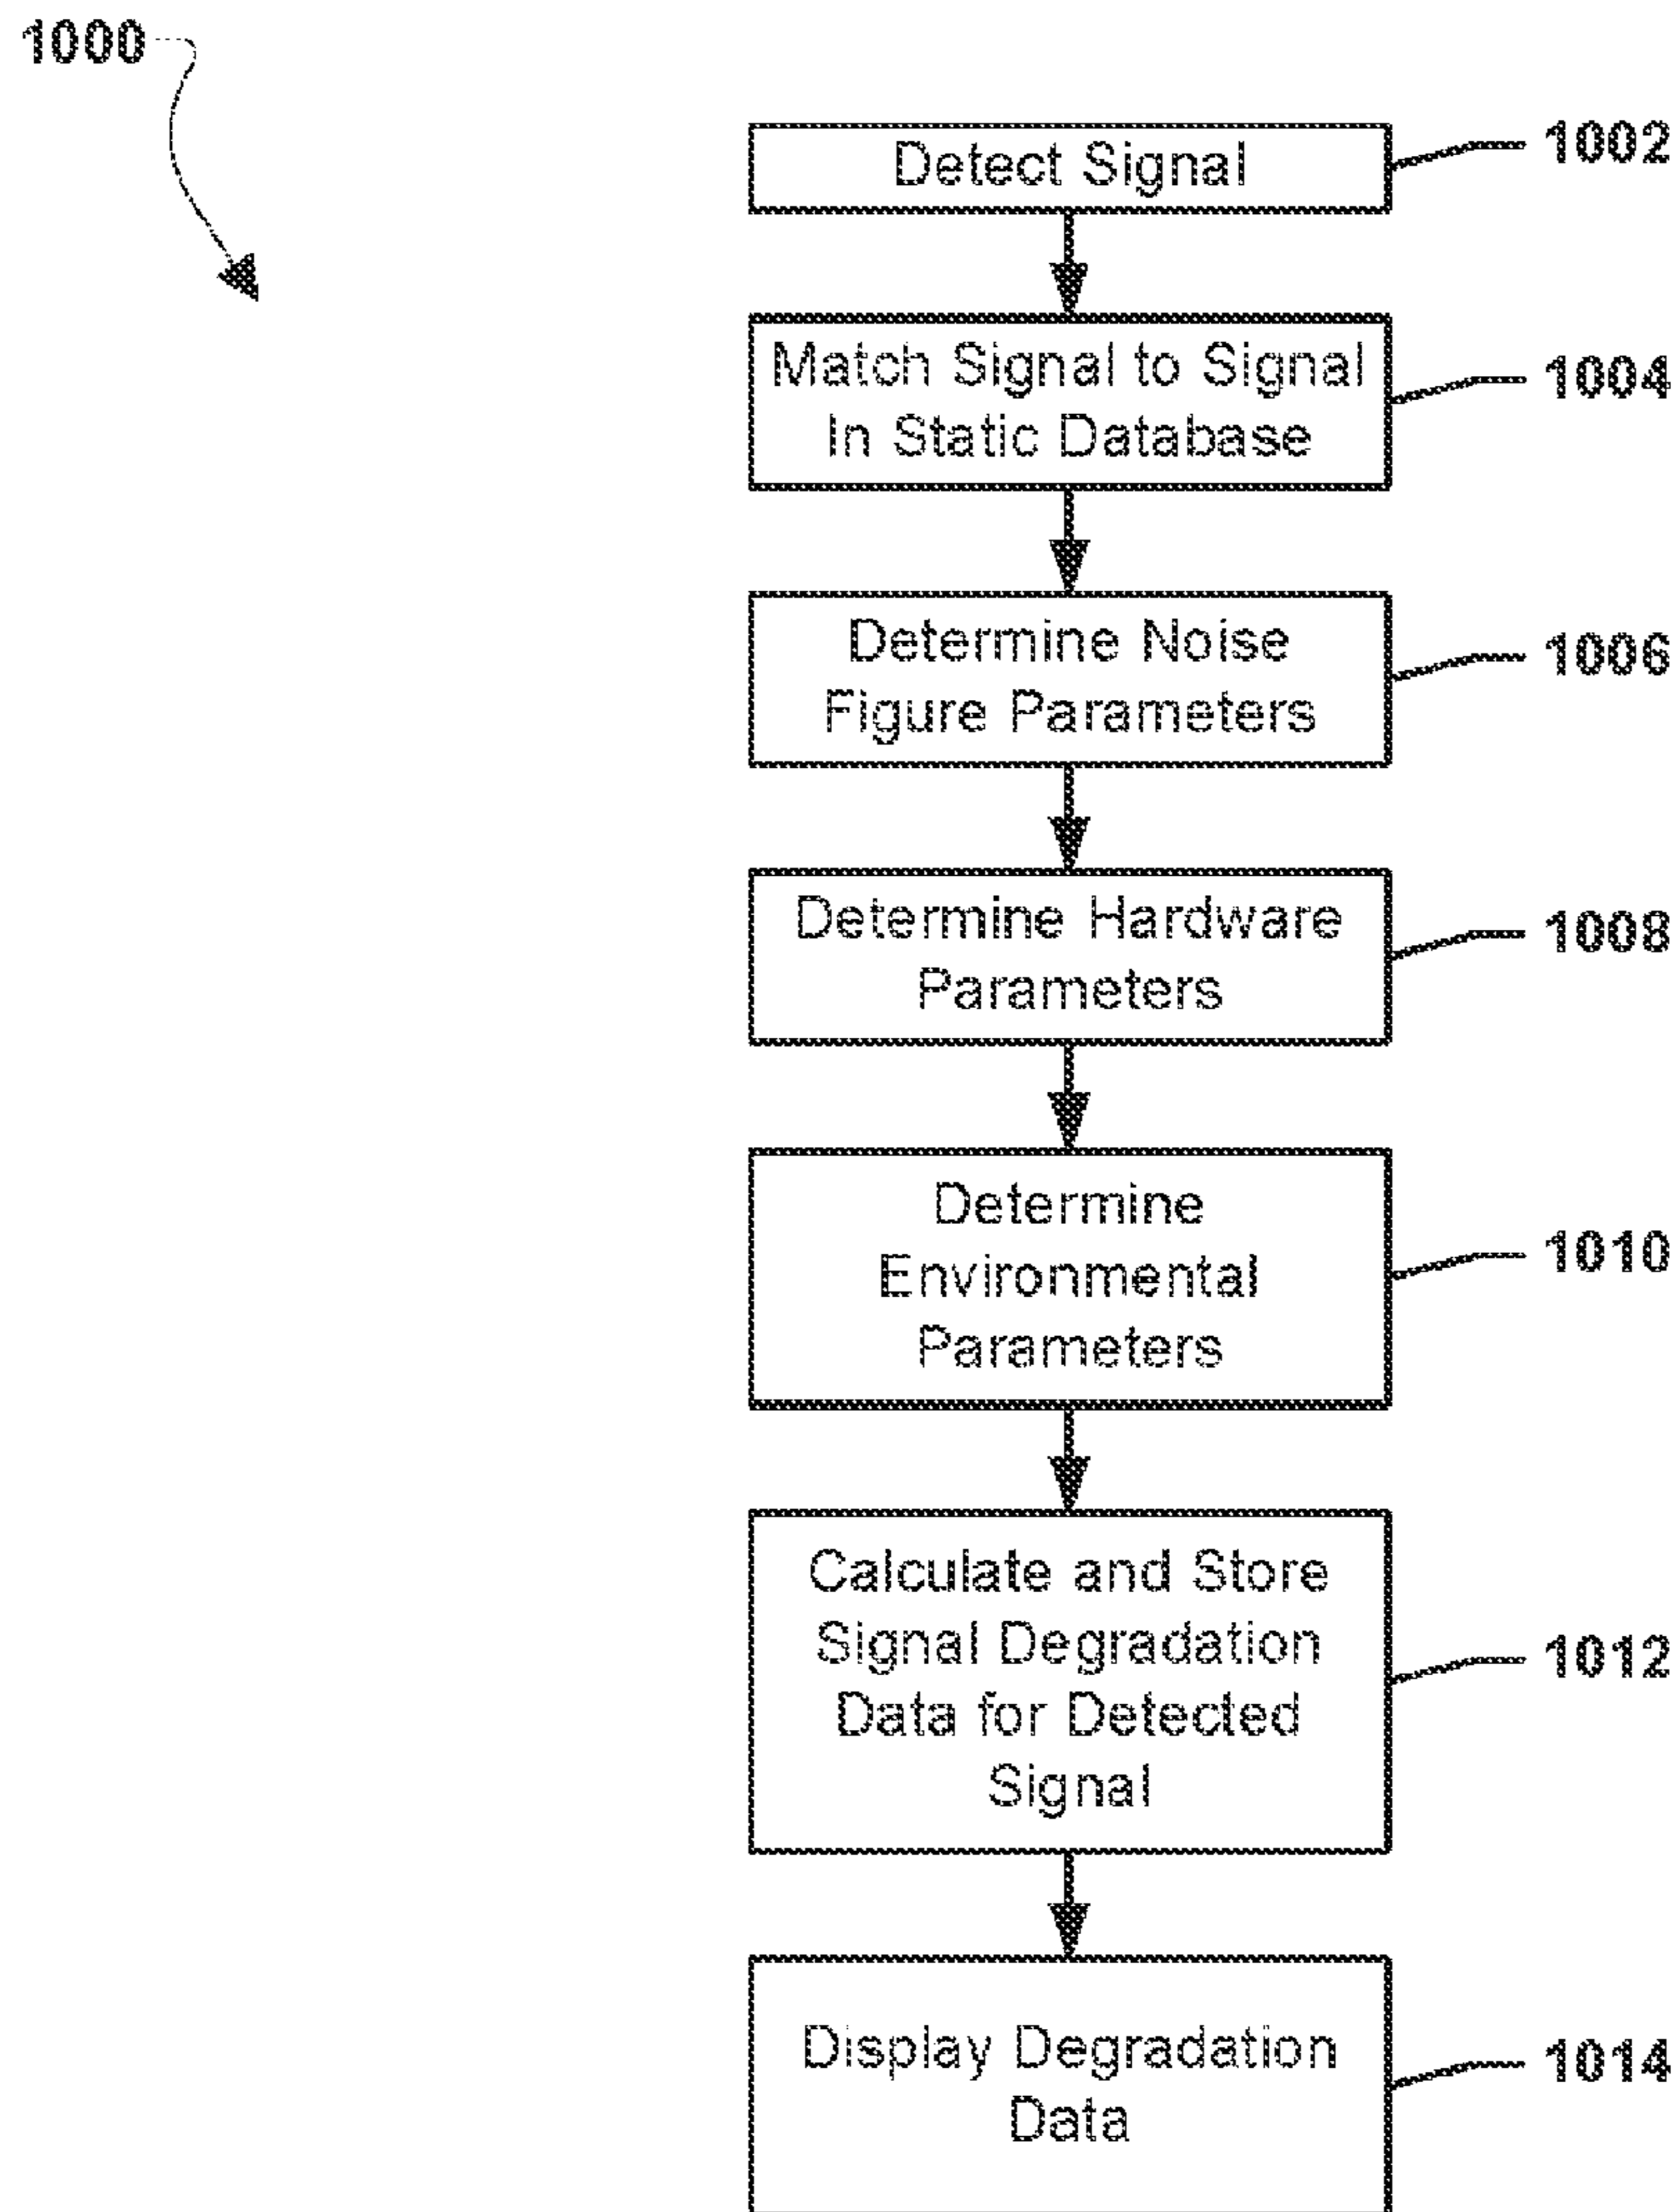 1000
Detect Signal
1002
Match Signal to Signal
In Static Database
1004
Determine Noise
Figure Parameters
1006
Determine Hardware
Parameters
1008
Determine
Environmental
Parameters
1010
Calculate and Store
Signal Degradation
Data for Detected
Signal
1012
Display Degradation
Data
1014